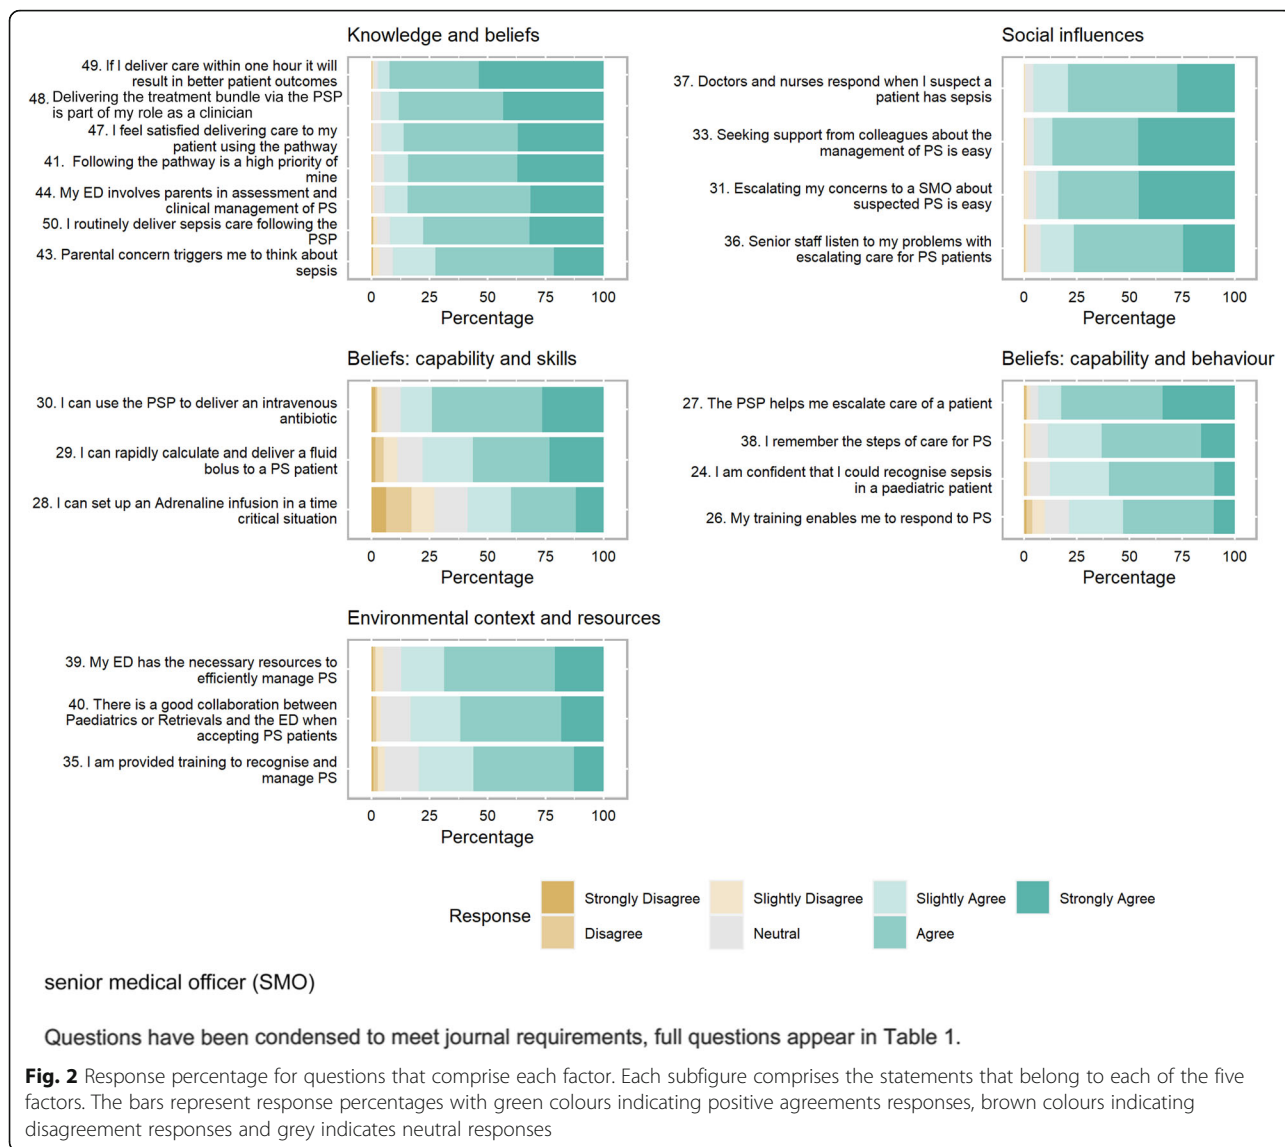 Knowledge and beliefs
49. If I deliver care within one hour it will
result in better patient outcomes
48. Delivering the treatment bundle via the PSP
is part of my role as a clinician
47. I feel satisfied delivering care to my
patient using the pathway
41. Following the pathway is a high priority of
mine
44. My ED involves parents in assessment and
clinical management of PS
50. I routinely deliver sepsis care following the
PSP
43. Parental concern triggers me to think about
sepsis
0 25 50 75 100
Percentage
Social influences
37. Doctors and nurses respond when I suspect a
patient has sepsis
33. Seeking support from colleagues about the
management of PS is easy
31. Escalating my concerns to a SMO about
suspected PS is easy
36. Senior staff listen to my problems with
escalating care for PS patients
0 25 50 75 100
Percentage
Beliefs: capability and skills
30. I can use the PSP to deliver an intravenous
antibiotic
29. I can rapidly calculate and deliver a fluid
bolus to a PS patient
28. I can set up an Adrenaline infusion in a time
critical situation
0 25 50 75 100
Percentage
Beliefs: capability and behaviour
27. The PSP helps me escalate care of a patient
38. I remember the steps of care for PS
24. I am confident that I could recognise sepsis
in a paediatric patient
26. My training enables me to respond to PS
0 25 50 75 100
Percentage
Environmental context and resources
39. My ED has the necessary resources to
efficiently manage PS
40. There is a good collaboration between
Paediatrics or Retrievals and the ED when
accepting PS patients
35. I am provided training to recognise and
manage PS
0 25 50 75 100
Percentage
Response
Strongly Disagree Slightly Disagree Slightly Agree Strongly Agree
Disagree Neutral Agree
senior medical officer (SMO)
Questions have been condensed to meet journal requirements, full questions appear in Table 1.
Fig. 2 Response percentage for questions that comprise each factor. Each subfigure comprises the statements that belong to each of the five
factors. The bars represent response percentages with green colours indicating positive agreements responses, brown colours indicating
disagreement responses and grey indicates neutral responses